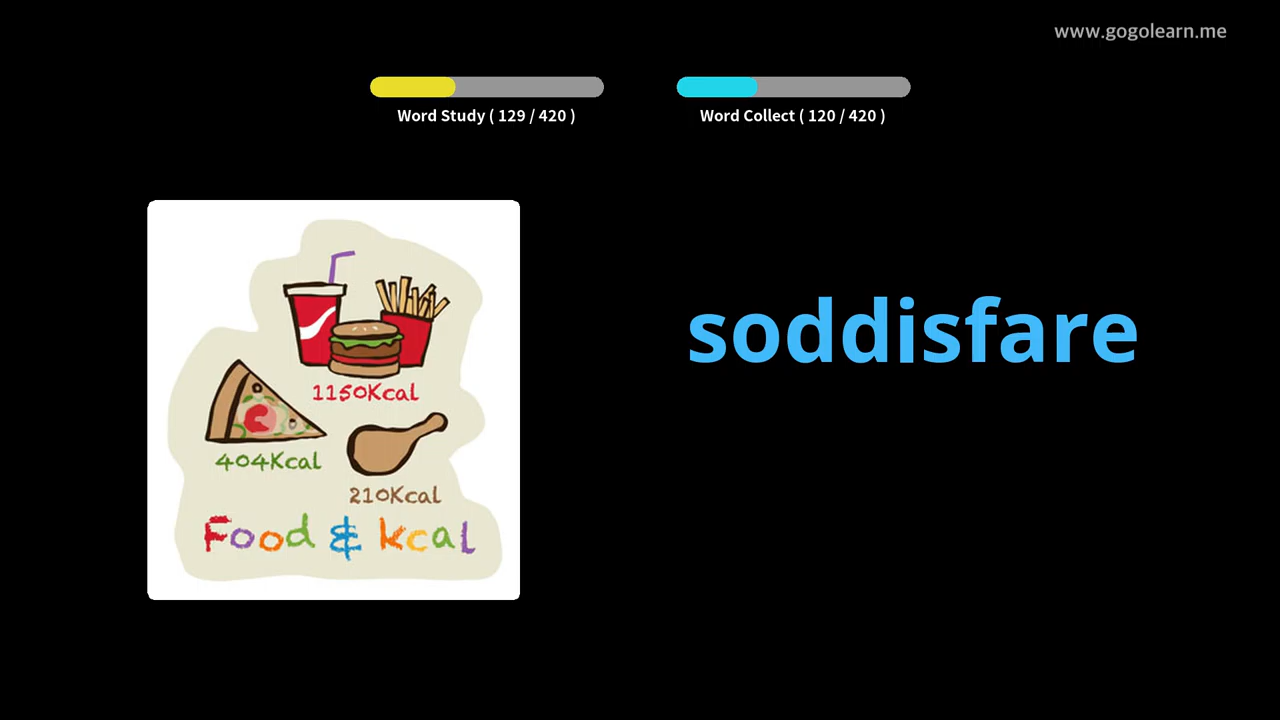 www.gogolearn.me
Word Study ( 129 / 420 )
Word Collect ( 120 / 420 )
1150Kcal
404Kcal
210Kcal
Food & kcal
soddisfare